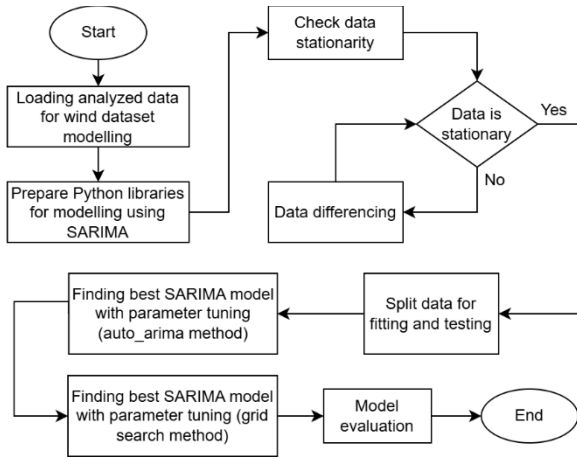 Start
Loading analyzed data
for wind dataset
modelling
Prepare Python libraries
for modelling using
SARIMA
Check data
stationarity
Data is
stationary
Yes
No
Data differencing
Split data for
fitting and testing
Finding best SARIMA model
with parameter tuning
(auto_arima method)
Finding best SARIMA model
with parameter tuning (grid
search method)
Model
evaluation
End